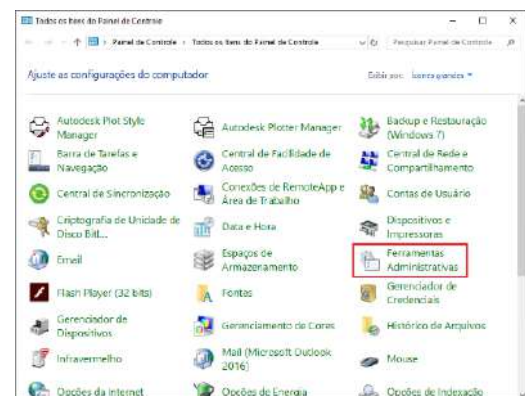 Todos os Itens do Painel de Controle
Painel de Controle › Todos os Itens do Painel de Controle
Pesquisar Painel de Controle
Ajuste as configurações do computador
Exibir por: Ícones grandes
Autodesk Plot Style Manager
Autodesk Plotter Manager
Backup e Restauração (Windows 7)
Barra de Tarefas e Navegação
Central de Facilidade de Acesso
Central de Rede e Compartilhamento
Central de Sincronização
Conexões de RemoteApp e Área de Trabalho
Contas de Usuário
Criptografia de Unidade de Disco BitL...
Data e Hora
Dispositivos e Impressoras
Email
Espaços de Armazenamento
Ferramentas Administrativas
Flash Player (32 bits)
Fontes
Gerenciador de Credenciais
Gerenciador de Dispositivos
Gerenciamento de Cores
Histórico de Arquivos
Infravermelho
Mail (Microsoft Outlook 2016)
Mouse
Opções da Internet
Opções de Energia
Opções de Indexação